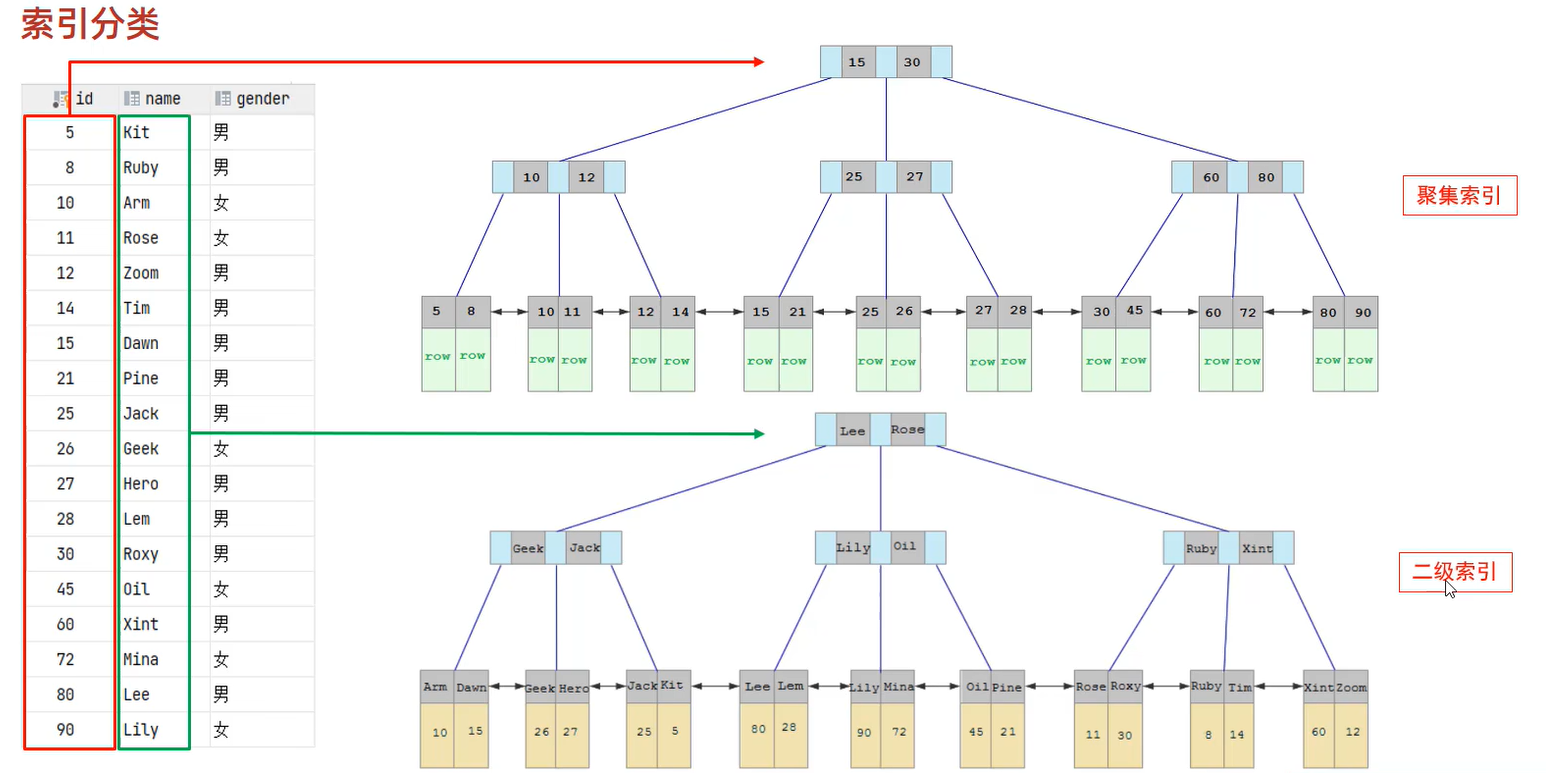 索引分类
id name gender
5 Kit 男
8 Ruby 男
10 Arm 女
11 Rose 女
12 Zoom 男
14 Tim 男
15 Dawn 男
21 Pine 男
25 Jack 男
26 Geek 女
27 Hero 男
28 Lem 男
30 Roxy 男
45 Oil 女
60 Xint 男
72 Mina 女
80 Lee 男
90 Lily 女
15 30
10 12 25 27 60 80
聚集索引
5 8 10 11 12 14 15 21 25 26 27 28 30 45 60 72 80 90
row row row row row row row row row row row row row row row row row row
Lee Rose
Geek Jack Lily Oil Ruby Xint
二级索引
Arm Dawn Geek Hero Jack Kit Lee Lem Lily Mina Oil Pine Rose Roxy Ruby Tim Xint Zoom
10 15 26 27 25 5 80 28 90 72 45 21 11 30 8 14 60 12